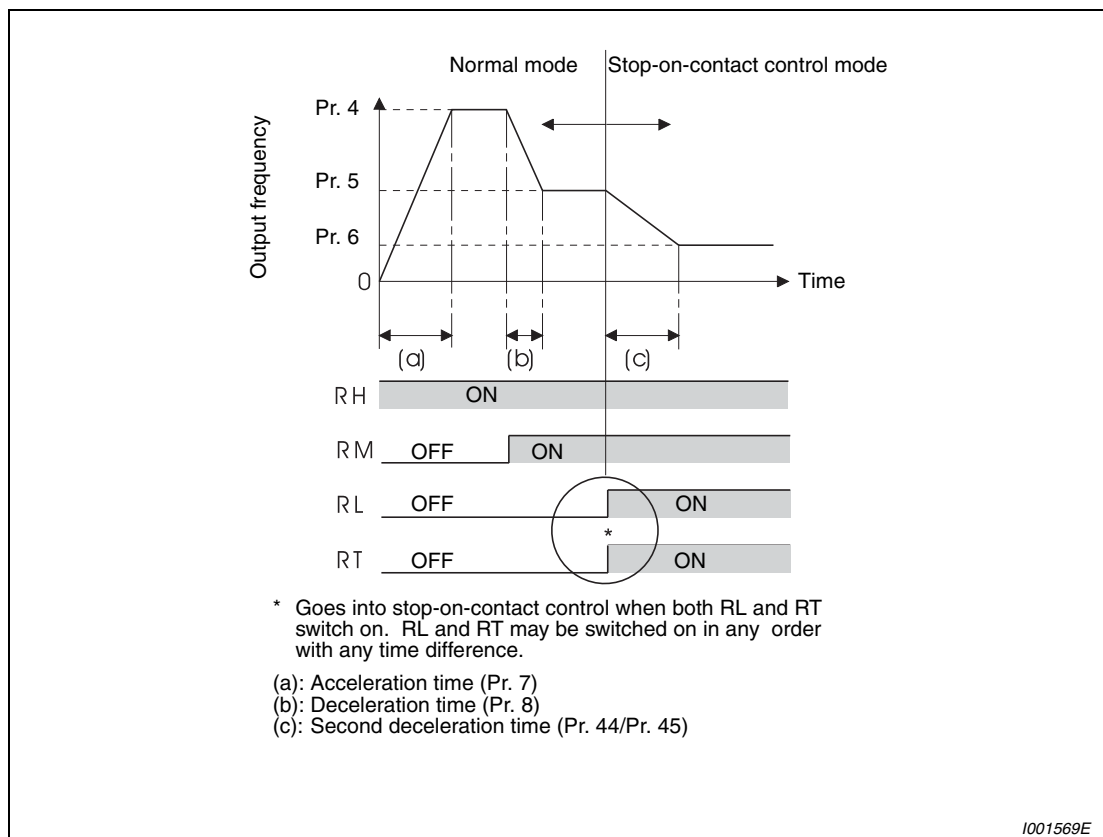 Normal mode
Stop-on-contact control mode
Output frequency
Pr. 4
Pr. 5
Pr. 6
0
Time
(a)
(b)
(c)
RH
ON
RM
OFF
ON
RL
OFF
ON
*
RT
OFF
ON
* Goes into stop-on-contact control when both RL and RT
switch on. RL and RT may be switched on in any order
with any time difference.
(a): Acceleration time (Pr. 7)
(b): Deceleration time (Pr. 8)
(c): Second deceleration time (Pr. 44/Pr. 45)
I001569E